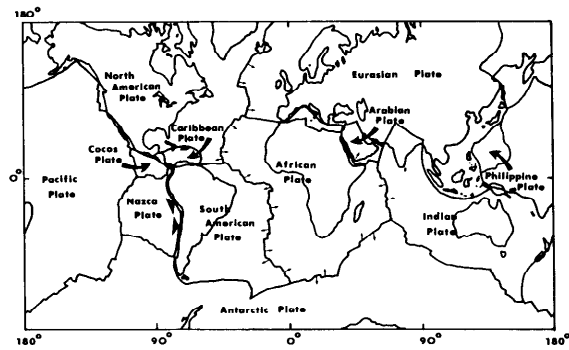 180°
North
American
Plate
Eurasian Plate
Arabian
Plate
Caribbean
Plate
Cocos
Plate
African
Plate
Philippine
Plate
0°
Pacific
Plate
Nazca
Plate
South
American
Plate
Indian
Plate
Antarctic Plate
180°
90°
0°
90°
180°